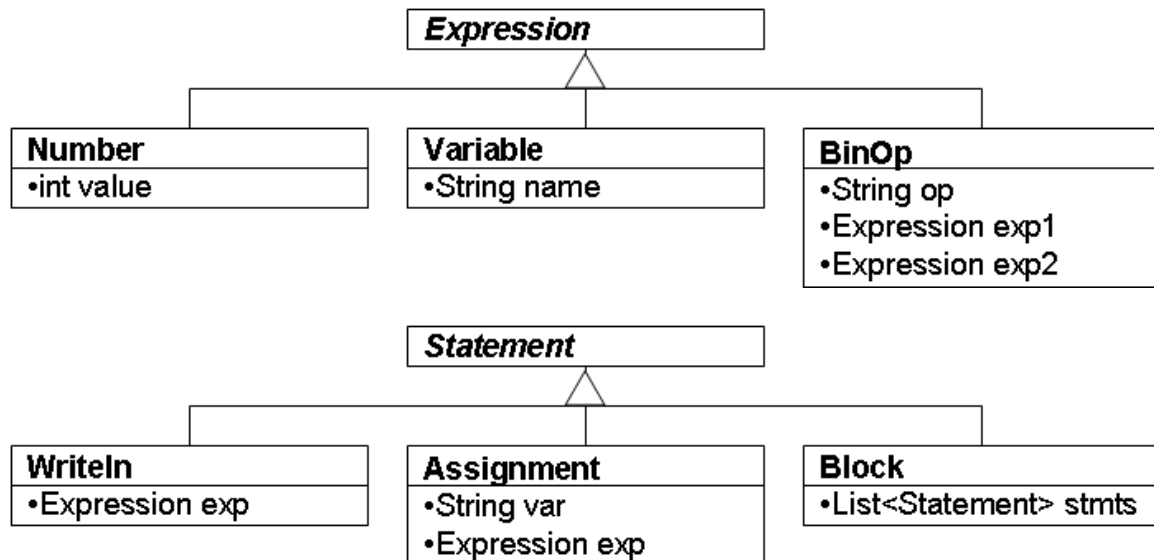 Expression
Number
•int value
Variable
•String name
BinOp
•String op
•Expression exp1
•Expression exp2
Statement
Writeln
•Expression exp
Assignment
•String var
•Expression exp
Block
•List<Statement> stmts